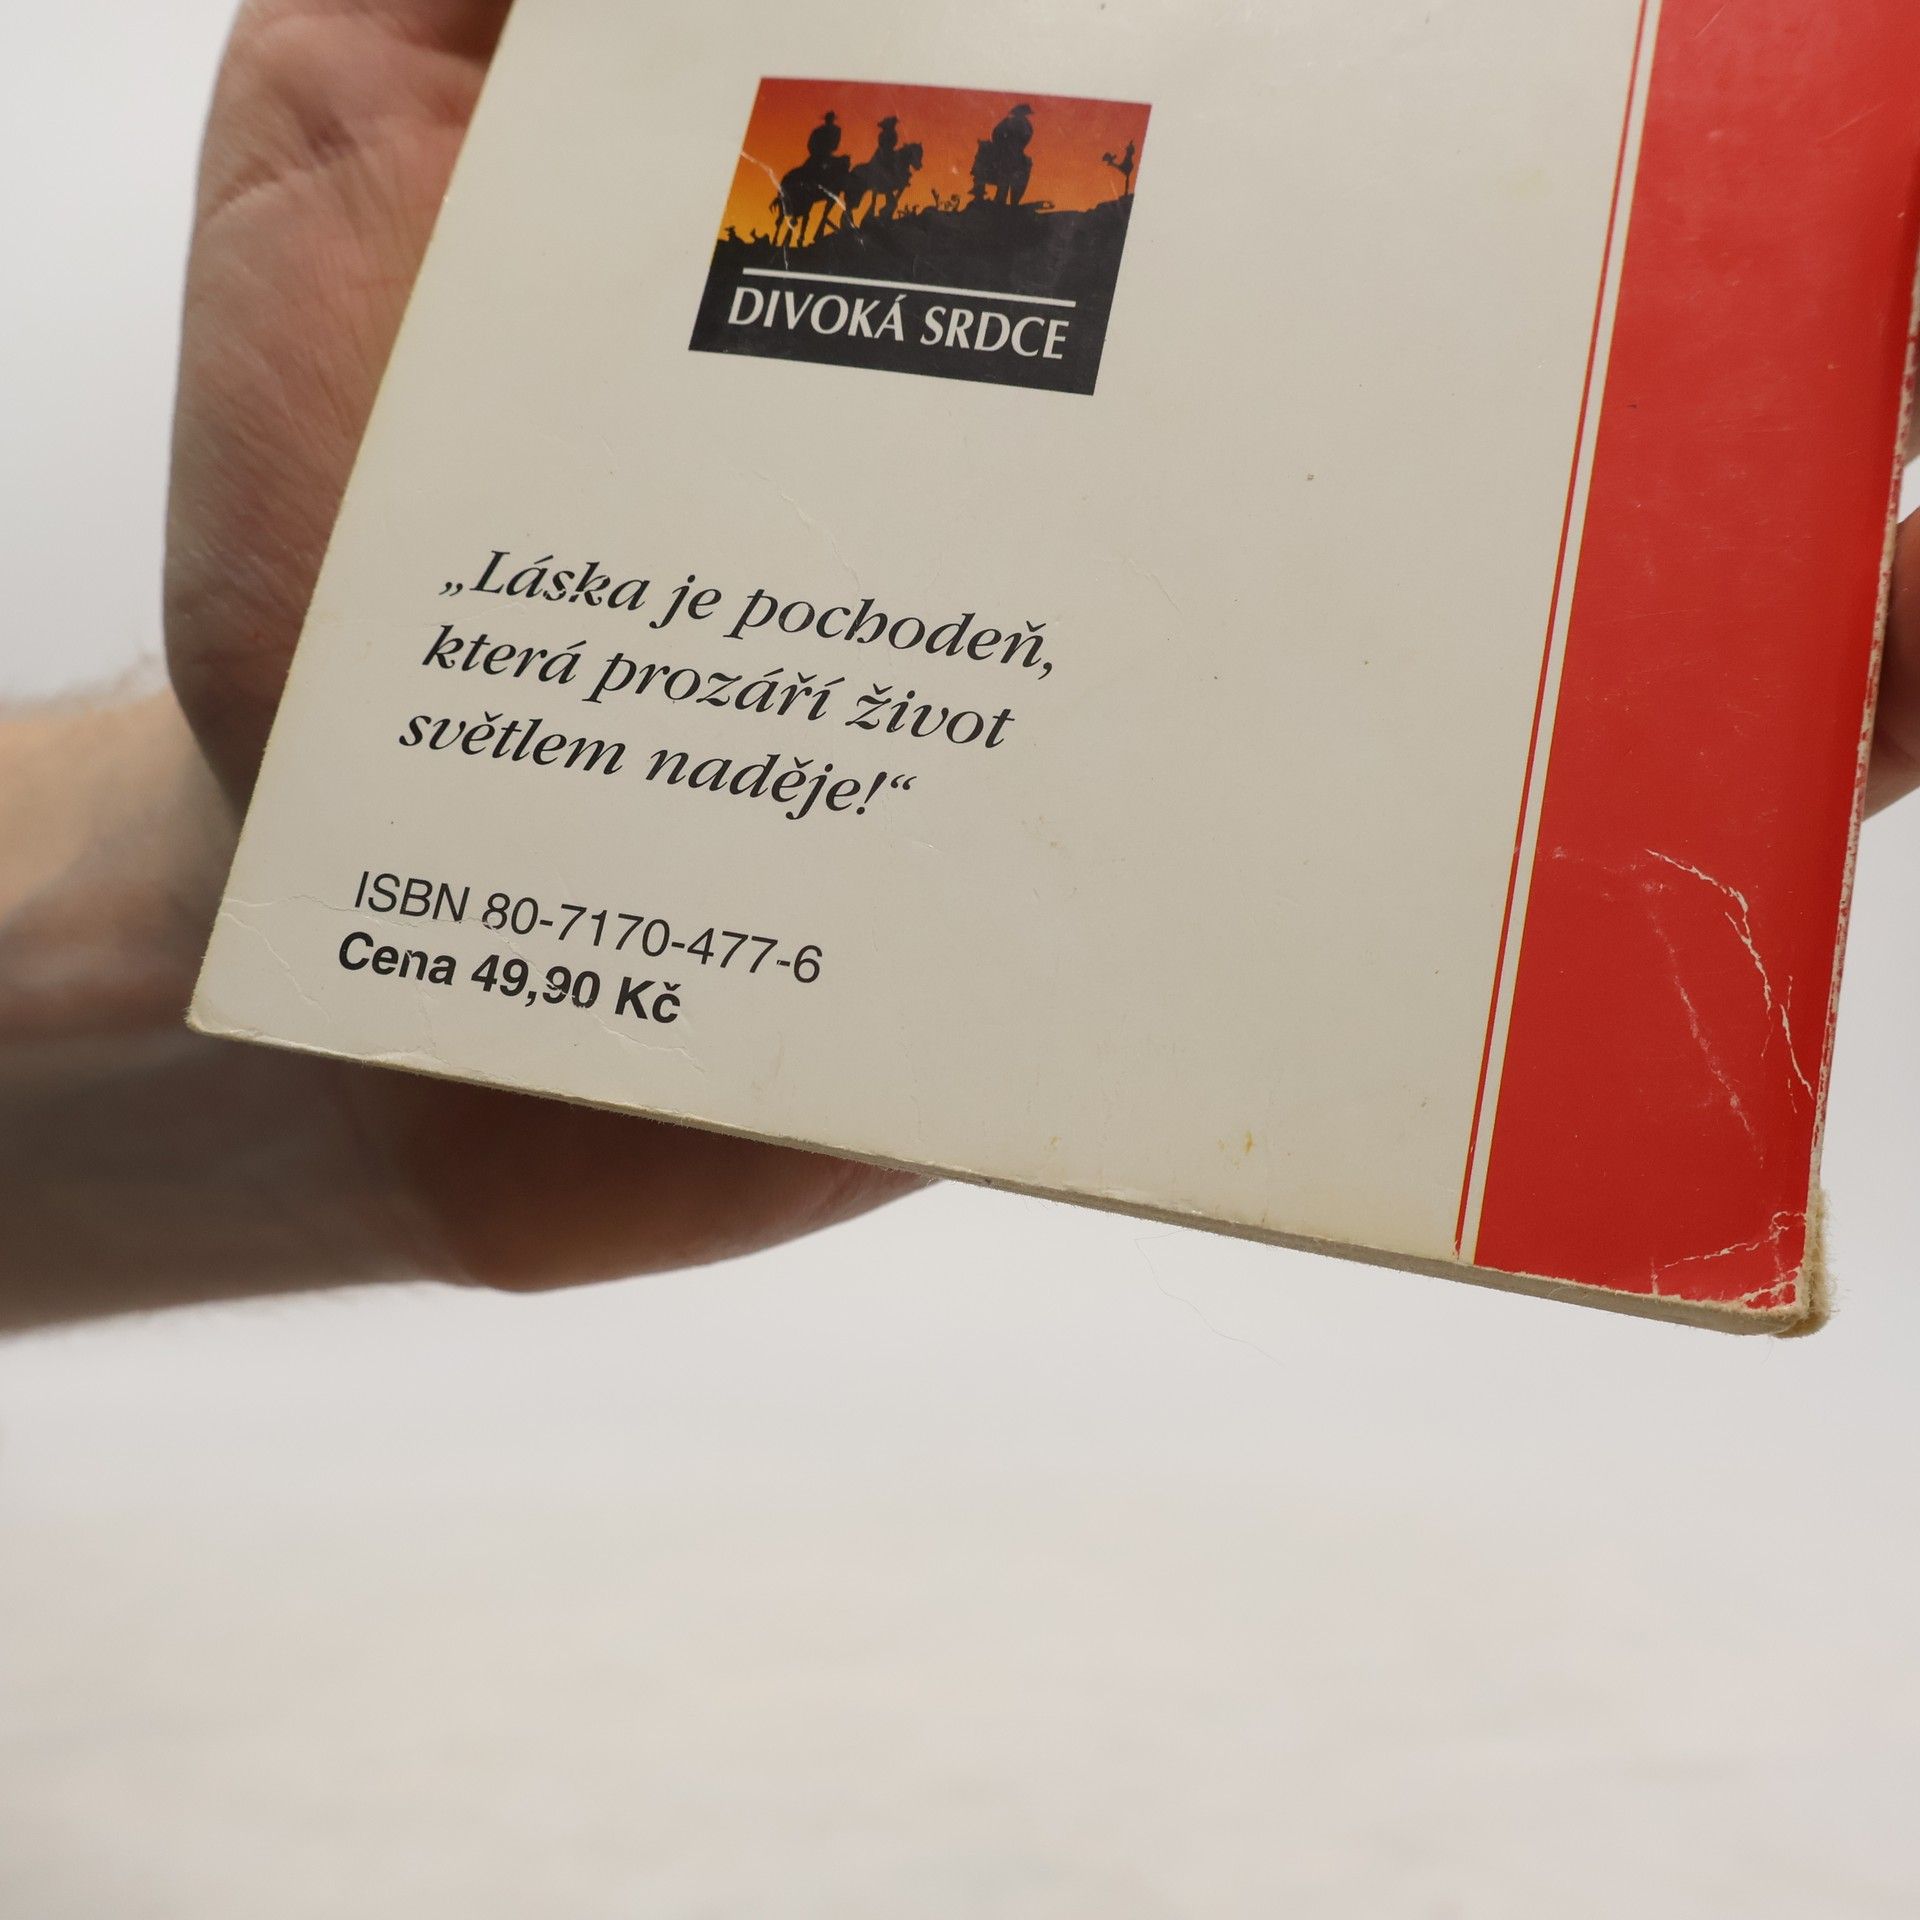 DIVOKÁ SRDCE
„Láska je pochodeň,
která prozáří život
světlem naděje!“
ISBN 80-7170-477-6
Cena 49,90 Kč